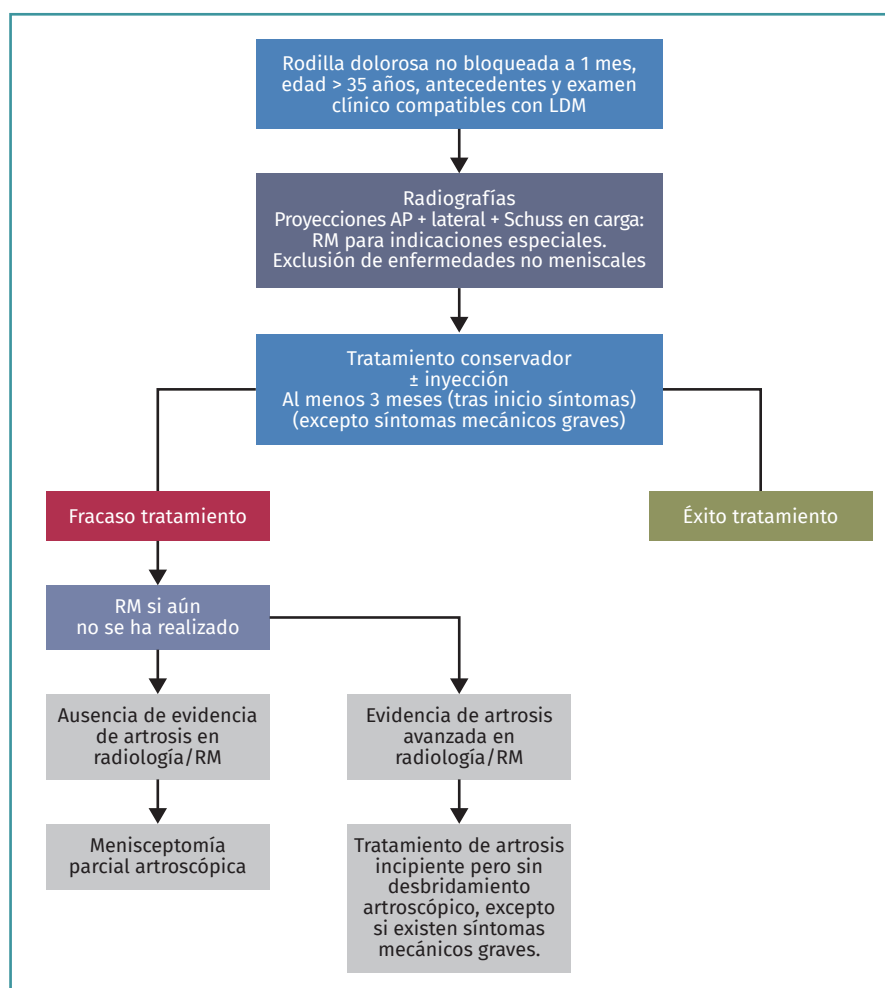 Rodilla dolorosa no bloqueada a 1 mes,
edad > 35 años, antecedentes y examen
clínico compatibles con LDM
Radiografías
Proyecciones AP + lateral + Schuss en carga:
RM para indicaciones especiales.
Exclusión de enfermedades no meniscales
Tratamiento conservador
± inyección
Al menos 3 meses (tras inicio síntomas)
(excepto síntomas mecánicos graves)
Fracaso tratamiento
Éxito tratamiento
RM si aún
no se ha realizado
Ausencia de evidencia
de artrosis en
radiología/RM
Evidencia de artrosis
avanzada en
radiología/RM
Menisceptomía
parcial artroscópica
Tratamiento de artrosis
incipiente pero sin
desbridamiento
artroscópico, excepto
si existen síntomas
mecánicos graves.